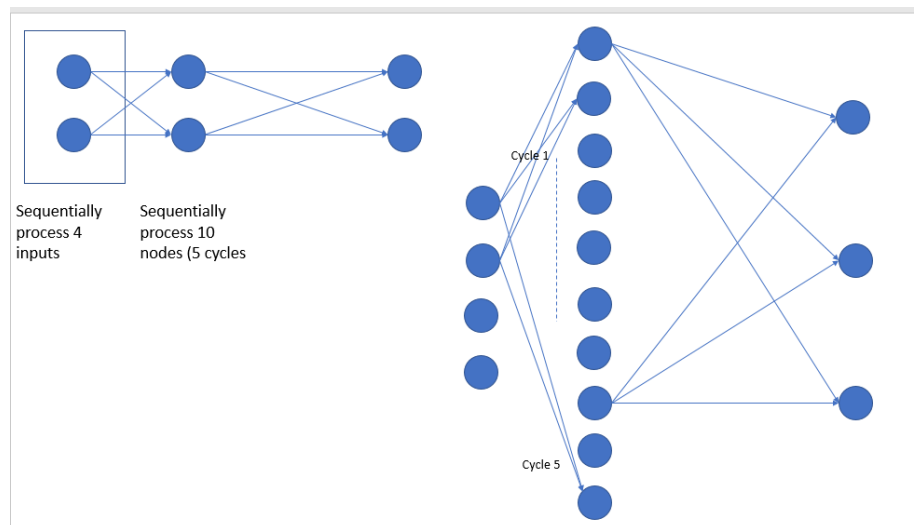 Sequentially
process 4
inputs
Sequentially
process 10
nodes (5 cycles
Cycle 1
Cycle 5